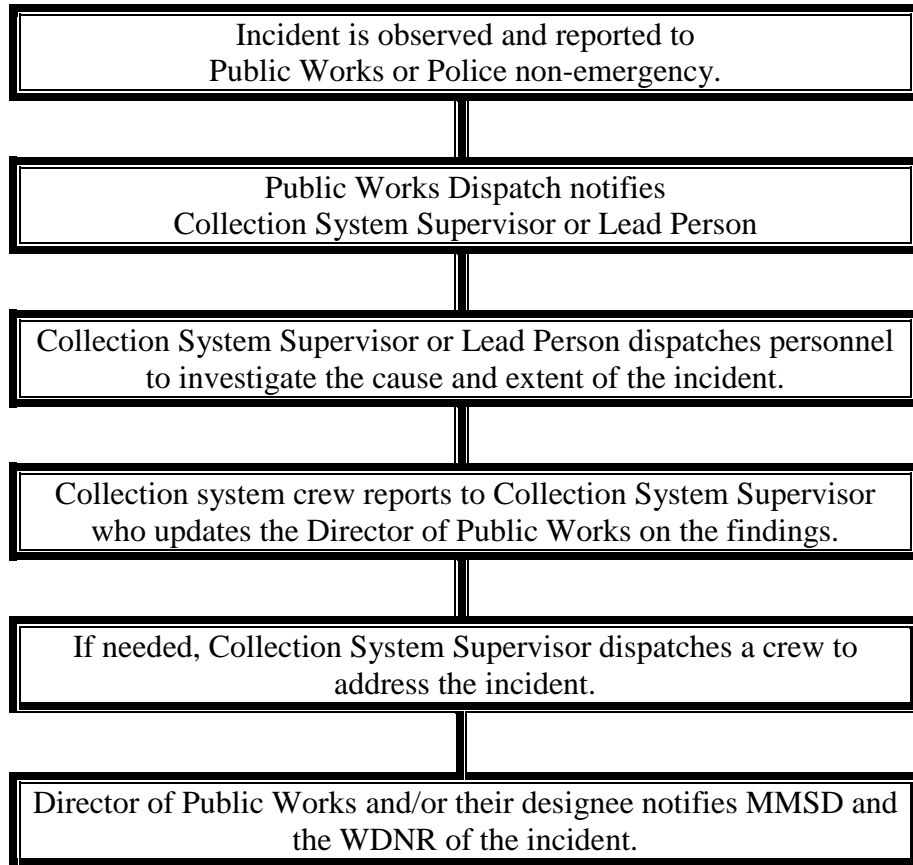 Incident is observed and reported to
Public Works or Police non-emergency.
Public Works Dispatch notifies
Collection System Supervisor or Lead Person
Collection System Supervisor or Lead Person dispatches personnel
to investigate the cause and extent of the incident.
Collection system crew reports to Collection System Supervisor
who updates the Director of Public Works on the findings.
If needed, Collection System Supervisor dispatches a crew to
address the incident.
Director of Public Works and/or their designee notifies MMSD and
the WDNR of the incident.